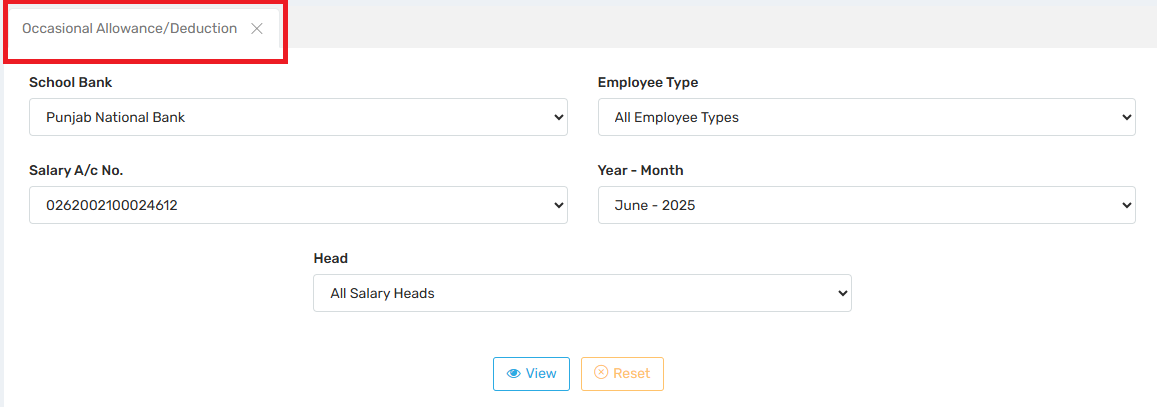 Occasional Allowance/Deduction
School Bank
Employee Type
Punjab National Bank
All Employee Types
Salary A/c No.
Year - Month
0262002100024612
June - 2025
Head
All Salary Heads
View
Reset